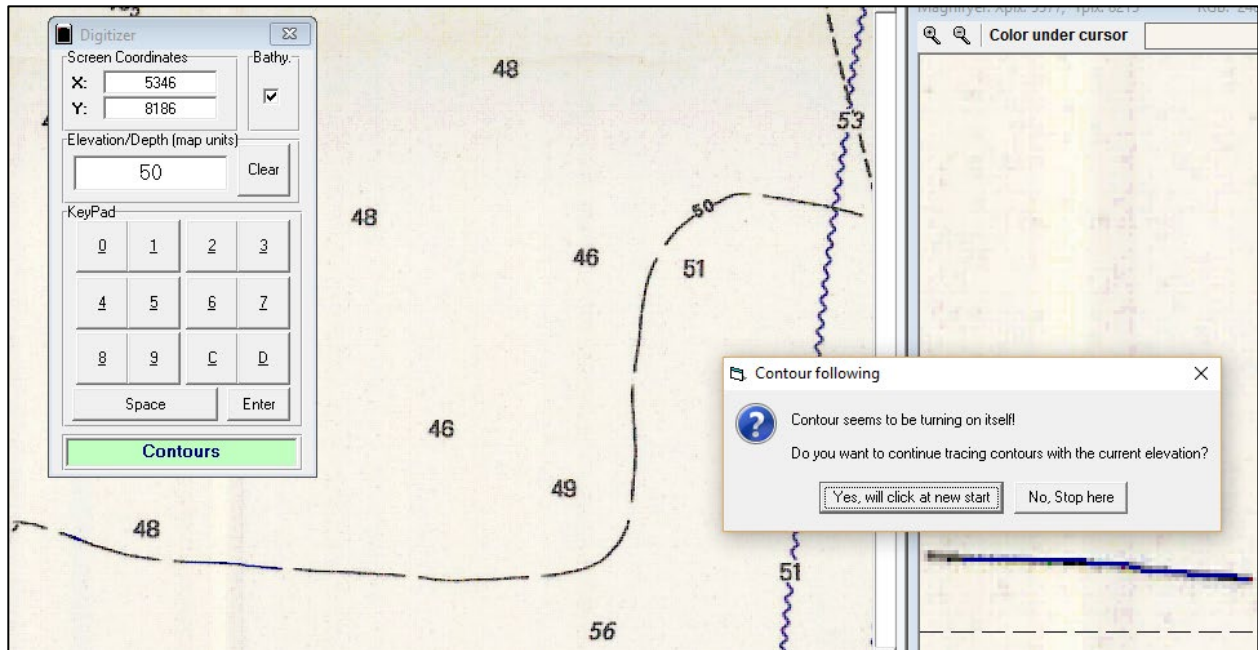 48
53
50
48
46
51
46
49
48
51
56
Digitizer
Screen Coordinates
Bathy.
X: 5346
Y: 8186
Elevation/Depth (map units)
50
Clear
KeyPad
0 1 2 3
4 5 6 7
8 9 C D
Space Enter
Contours
Color under cursor
Contour following
Contour seems to be turning on itself!
Do you want to continue tracing contours with the current elevation?
Yes, will click at new start
No, Stop here